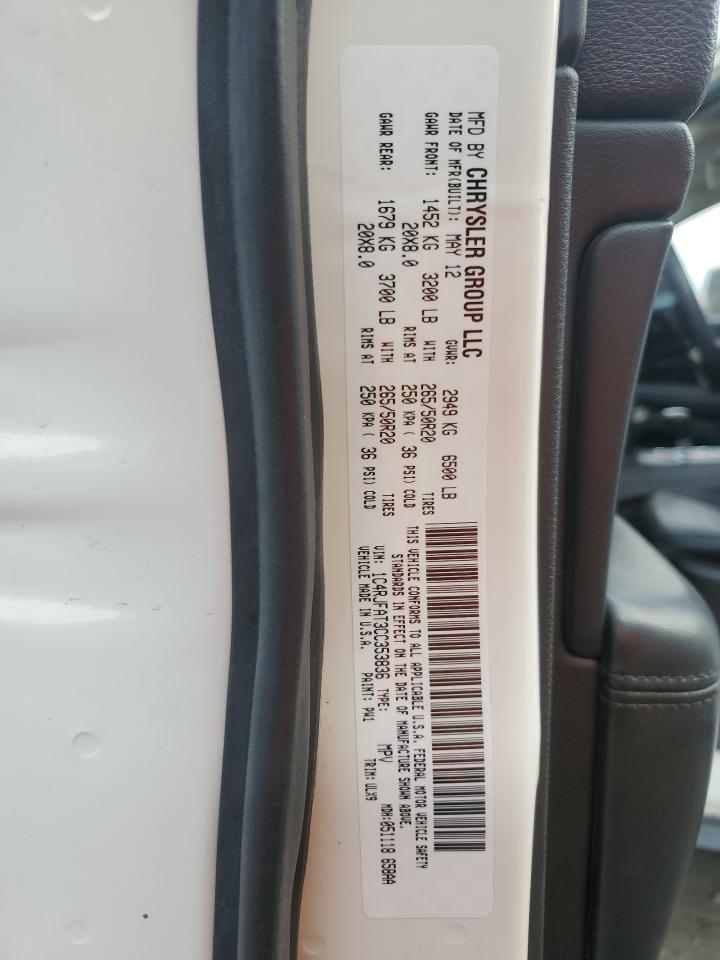 MFD BY CHRYSLER GROUP LLC
DATE OF MFR(BUILT): MAY 12 GVWR: 2949 KG 6500 LB
GAWR FRONT: 1452 KG 3200 LB WITH 265/50R20 TIRES
20X8.0 RIMS AT 250 KPA ( 36 PSI) COLD
GAWR REAR: 1679 KG 3700 LB WITH 265/50R20 TIRES
20X8.0 RIMS AT 250 KPA ( 36 PSI) COLD
THIS VEHICLE CONFORMS TO ALL APPLICABLE U.S.A. FEDERAL MOTOR VEHICLE SAFETY
STANDARDS IN EFFECT ON THE DATE OF MANUFACTURE SHOWN ABOVE.
VIN: 1C4RJFAT3CC353836 TYPE: MPV MDH:051118 658AA
VEHICLE MADE IN U.S.A. PAINT: PW1 TRIM:VLX9